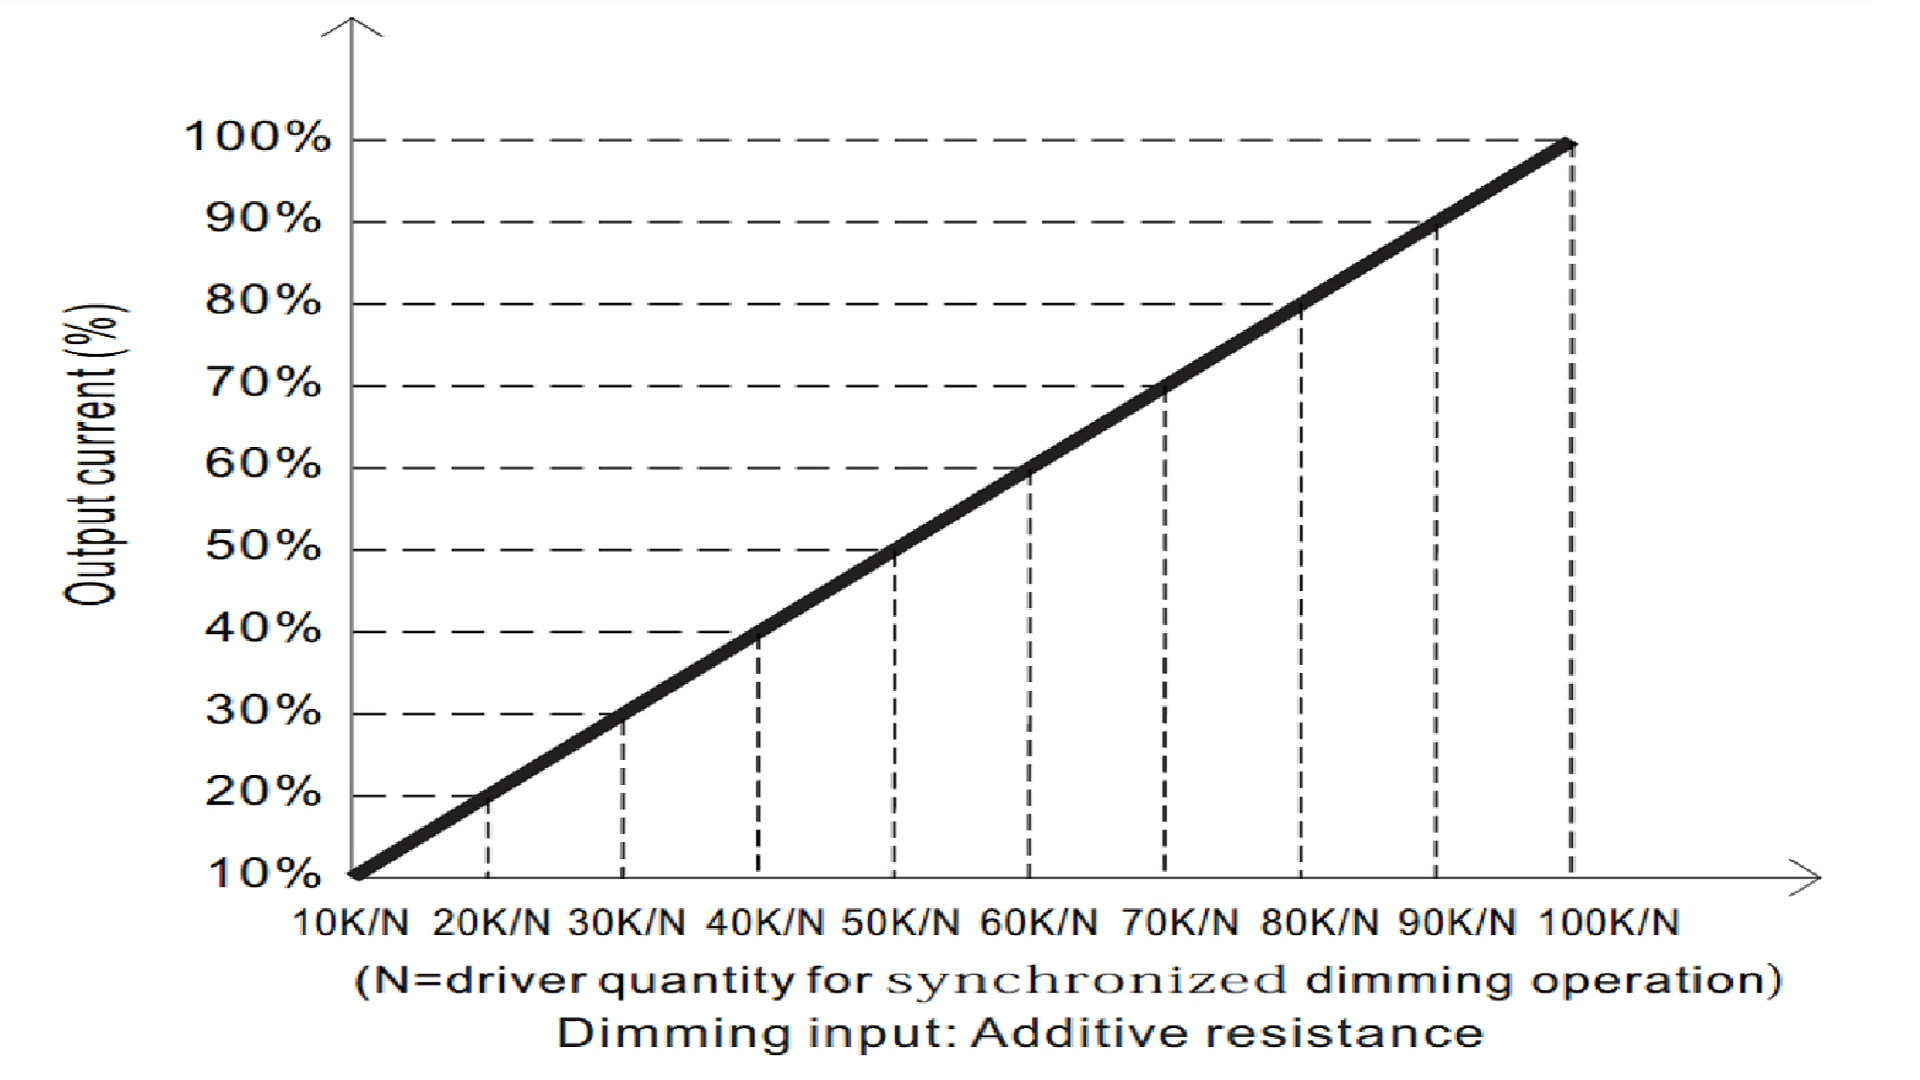 100%
90%
80%
70%
60%
50%
40%
30%
20%
10%
Output current (%)
10K/N 20K/N 30K/N 40K/N 50K/N 60K/N 70K/N 80K/N 90K/N 100K/N
(N=driver quantity for synchronized dimming operation)
Dimming input: Additive resistance